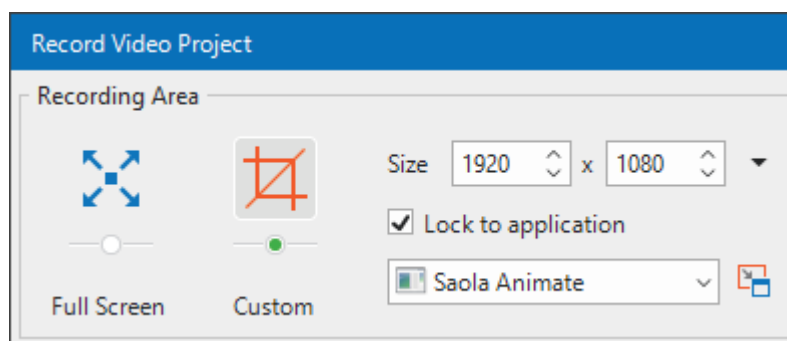 Record Video Project
Recording Area
Size 1920 x 1080
Lock to application
Saola Animate
Full Screen Custom